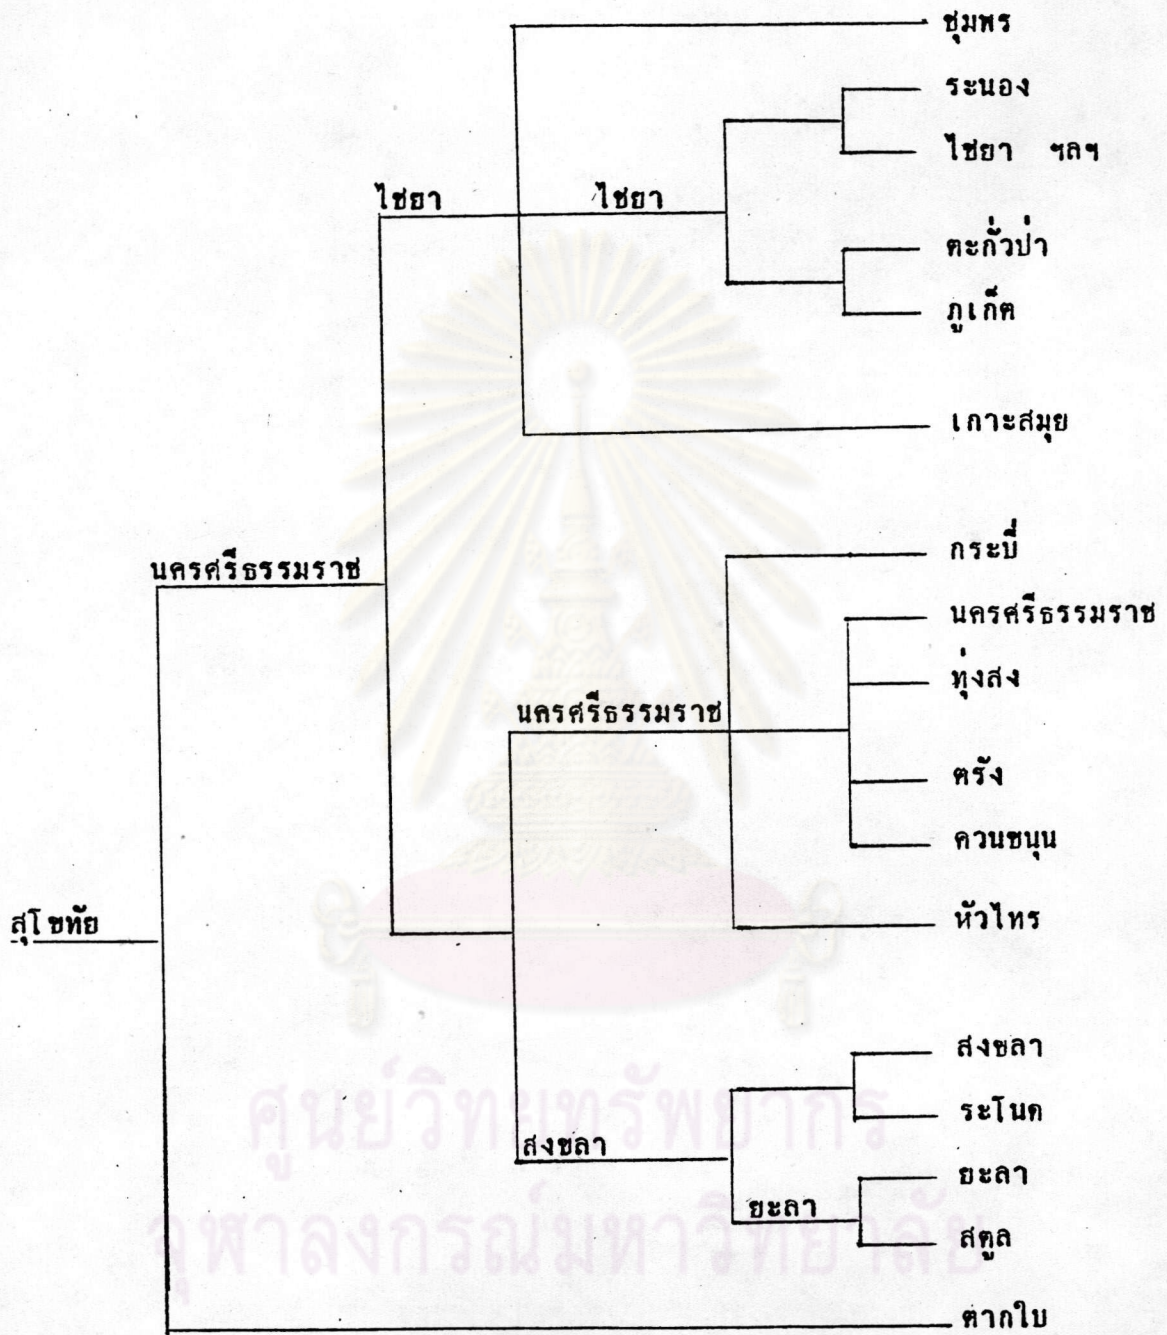 ชุมพร
ระนอง
ไชยา ฯลฯ
ไชยา ไชยา
ตะกั่วป่า
ภูเก็ต
เกาะสมุย
กระบี่
นครศรีธรรมราช
นครศรีธรรมราช
ทุ่งสง
นครศรีธรรมราช
ตรัง
ควนขนุน
หัวไทร
สุโขทัย
สงขลา
ระโนด
สงขลา
ยะลา
ยะลา
สตูล
ตากใบ
ศูนย์วิทยทรัพยากร
จุฬาลงกรณ์มหาวิทยาลัย